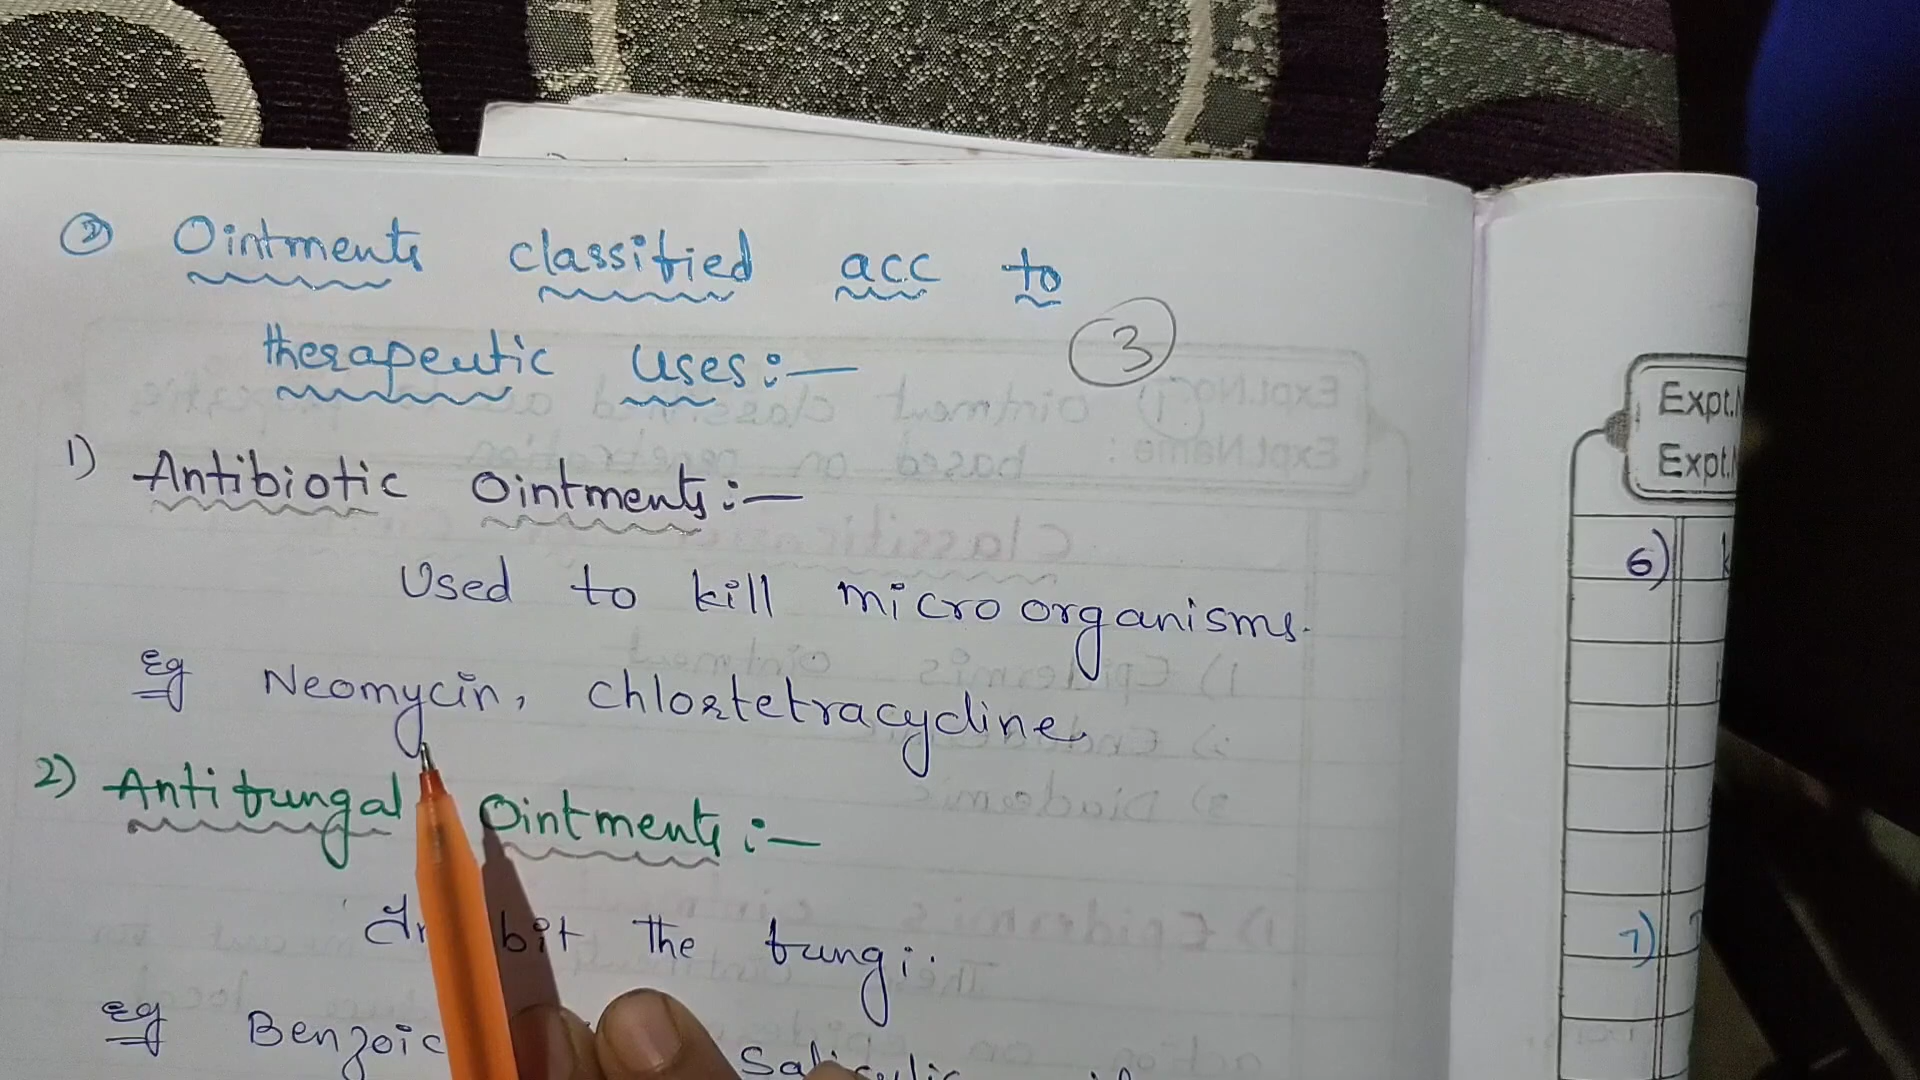 ② Ointments classified acc to
therapeutic uses:—
3
1) Antibiotic Ointments:—
Used to kill micro organisms.
Eg Neomycin, chlortetracycline
2) Antifungal Ointments:—
bit the fungi.
Eg Benzoic
Expt.N
Expt.N
6)
7)